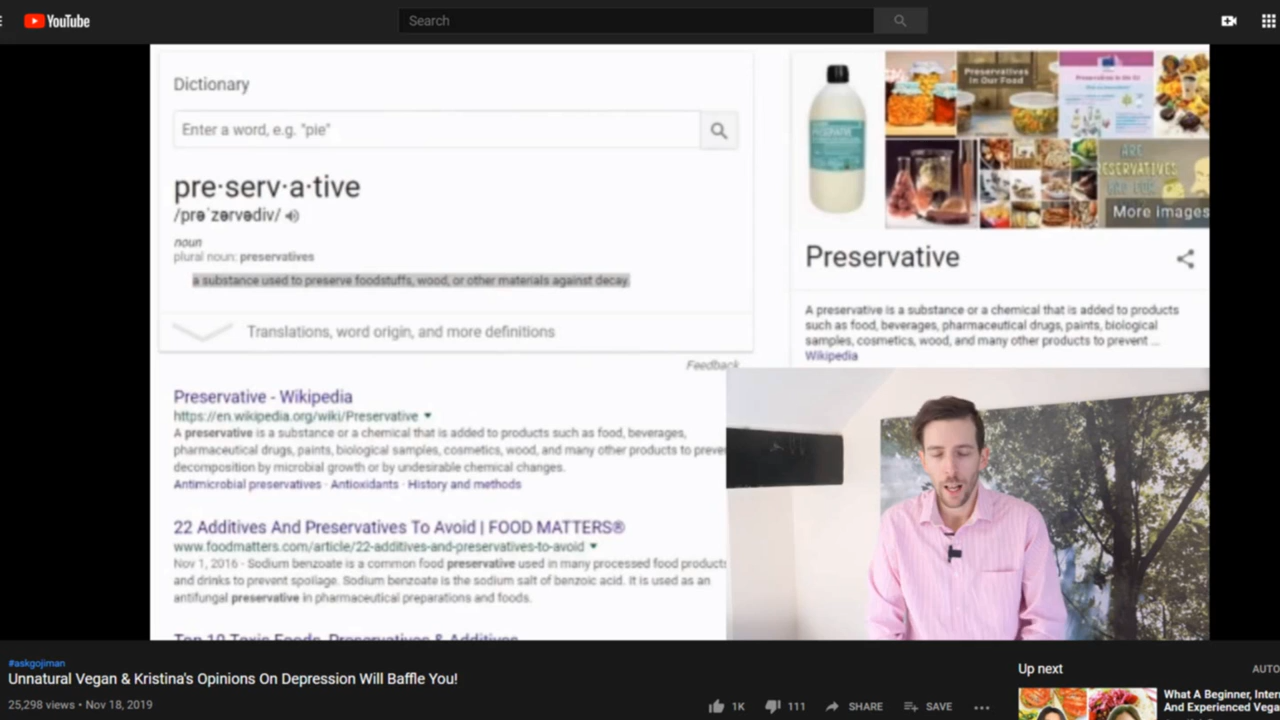 YouTube
Search
Dictionary
Enter a word, e.g. "pie"
pre·serv·a·tive
/prəˈzərvədiv/
noun
plural noun: preservatives
a substance used to preserve foodstuffs, wood, or other materials against decay.
Translations, word origin, and more definitions
Feedback
Preservatives
In Our Food
ARE
More images
Preservative
A preservative is a substance or a chemical that is added to products
such as food, beverages, pharmaceutical drugs, paints, biological
samples, cosmetics, wood, and many other products to prevent ...
Wikipedia
Preservative - Wikipedia
https://en.wikipedia.org/wiki/Preservative
A preservative is a substance or a chemical that is added to products such as food, beverages,
pharmaceutical drugs, paints, biological samples, cosmetics, wood, and many other products to preve
decomposition by microbial growth or by undesirable chemical changes.
Antimicrobial preservatives · Antioxidants · History and methods
22 Additives And Preservatives To Avoid | FOOD MATTERS®
www.foodmatters.com/article/22-additives-and-preservatives-to-avoid
Nov 1, 2016 - Sodium benzoate is a common food preservative used in many processed food products
and drinks to prevent spoilage. Sodium benzoate is the sodium salt of benzoic acid. It is used as an
antifungal preservative in pharmaceutical preparations and foods.
Top 10 Toxic Foods, Preservatives & Additives
#askgojiman
Unnatural Vegan & Kristina's Opinions On Depression Will Baffle You!
25,298 views • Nov 18, 2019
1K
111
SHARE
SAVE
Up next
AUTO
What A Beginner, Inter
And Experienced Vega